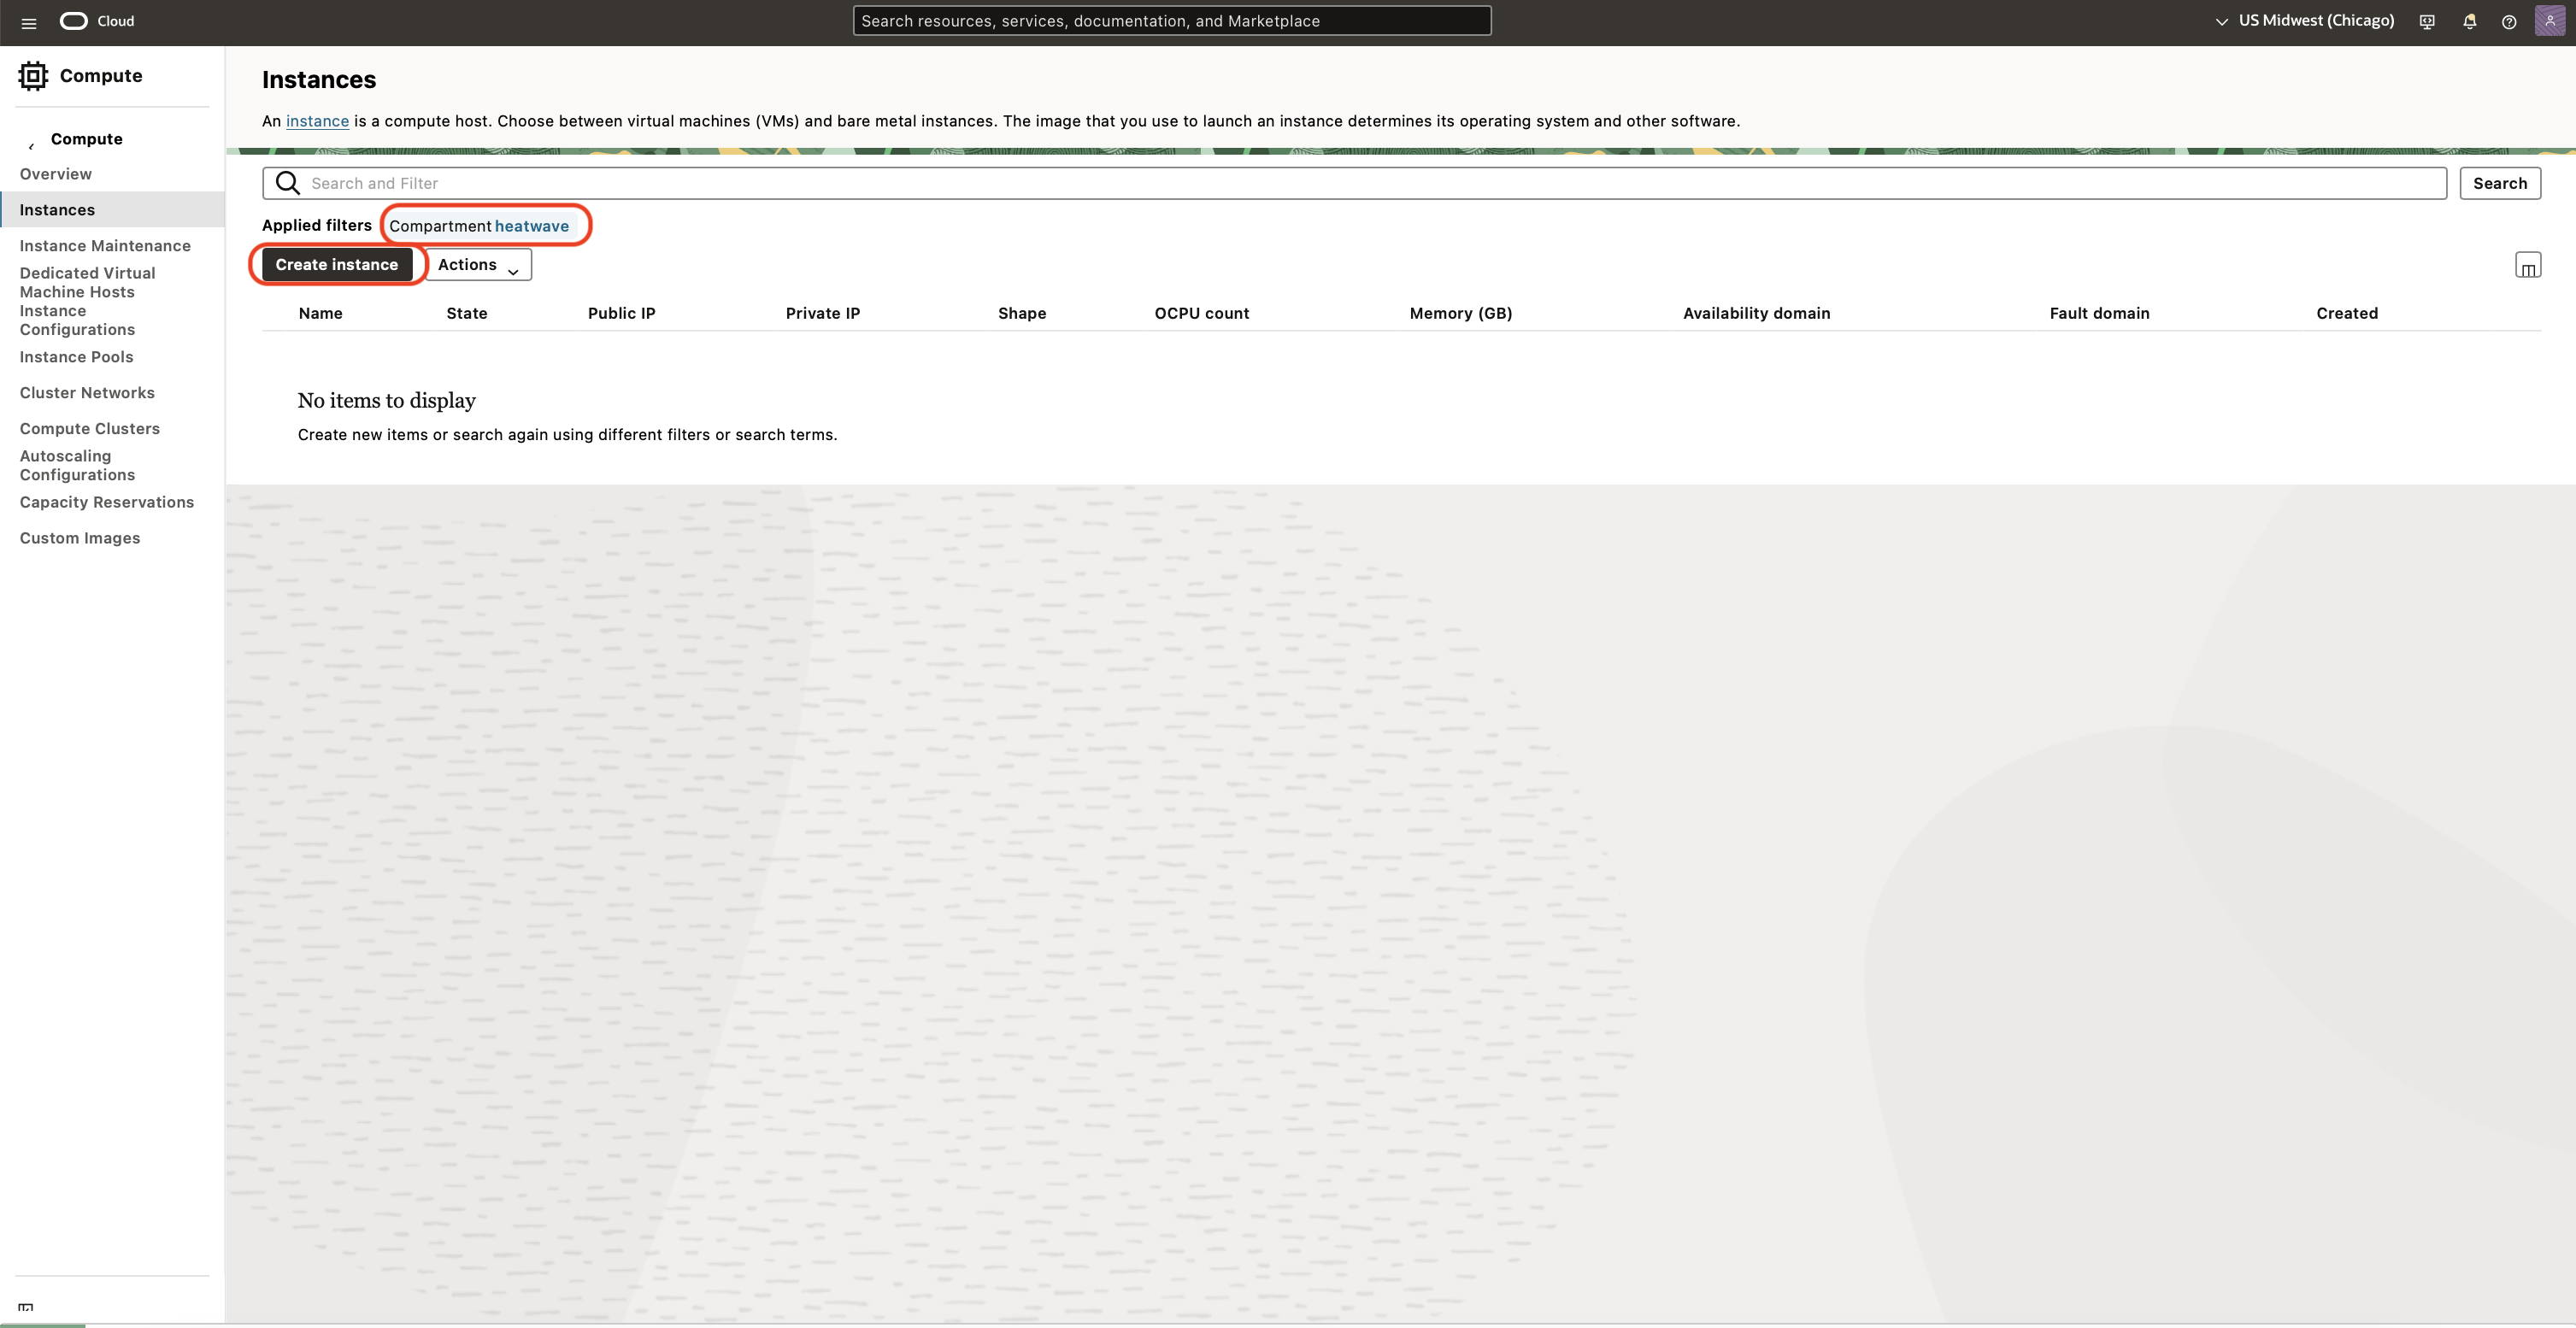 Cloud
Search resources, services, documentation, and Marketplace
US Midwest (Chicago)
Compute
Compute
Overview
Instances
Instance Maintenance
Dedicated Virtual
Machine Hosts
Instance
Configurations
Instance Pools
Cluster Networks
Compute Clusters
Autoscaling
Configurations
Capacity Reservations
Custom Images
Instances
An instance is a compute host. Choose between virtual machines (VMs) and bare metal instances. The image that you use to launch an instance determines its operating system and other software.
Search and Filter
Search
Applied filters Compartment heatwave
Create instance Actions
Name State Public IP Private IP Shape OCPU count Memory (GB) Availability domain Fault domain Created
No items to display
Create new items or search again using different filters or search terms.